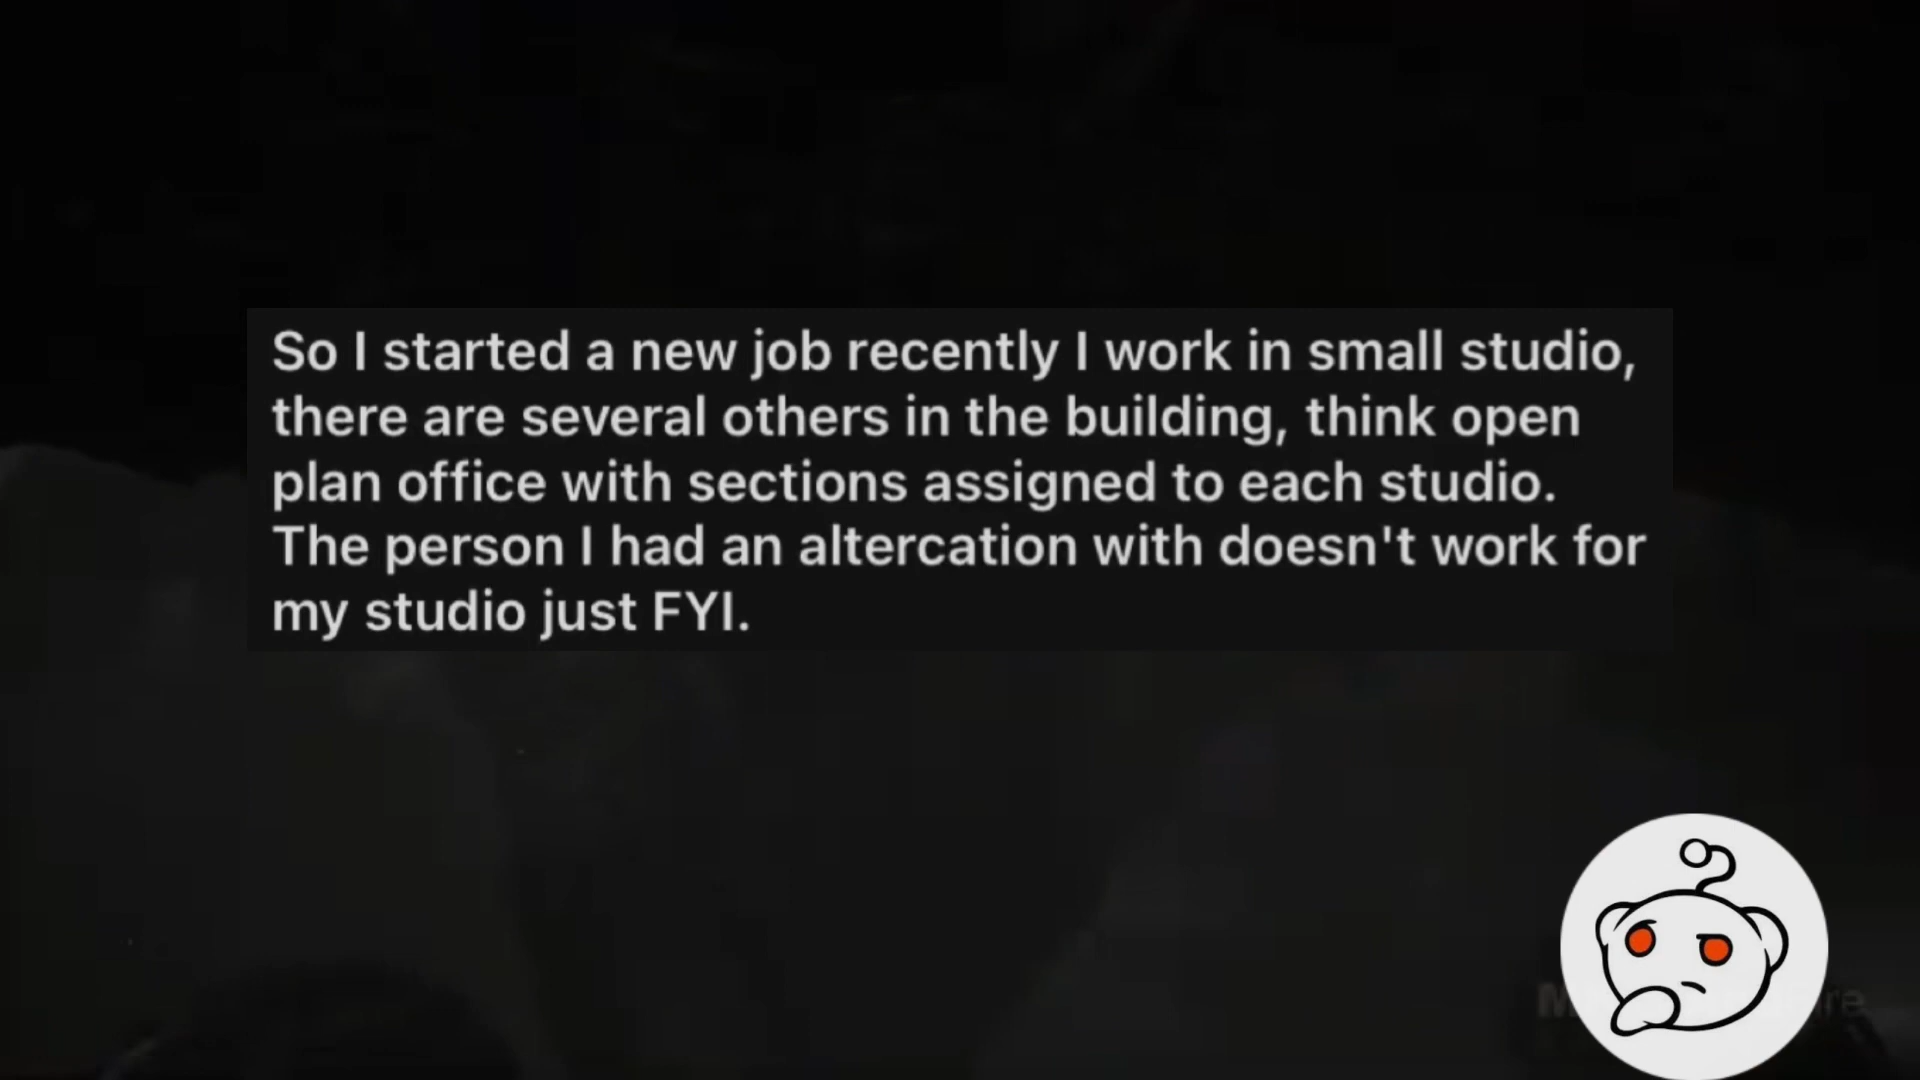 So I started a new job recently I work in small studio,
there are several others in the building, think open
plan office with sections assigned to each studio.
The person I had an altercation with doesn't work for
my studio just FYI.